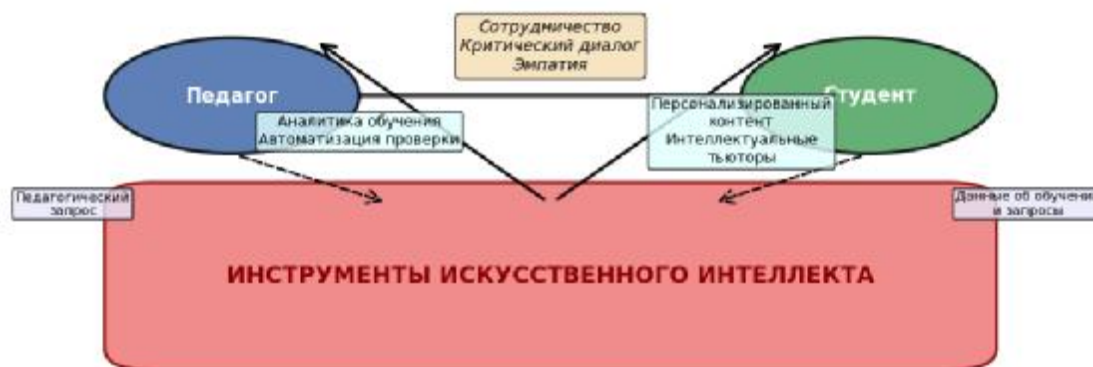 Сотрудмичество
Критический диалог
Эмпатия
Педагог
Студент
Аналитика обучения
Автоматизация проверки
Персонализированный
контент
Интеллектуальные
тьюторы
Педагогический
запрос
Данные об обучении
и запросы
ИНСТРУМЕНТЫ ИСКУССТВЕННОГО ИНТЕЛЛЕКТА